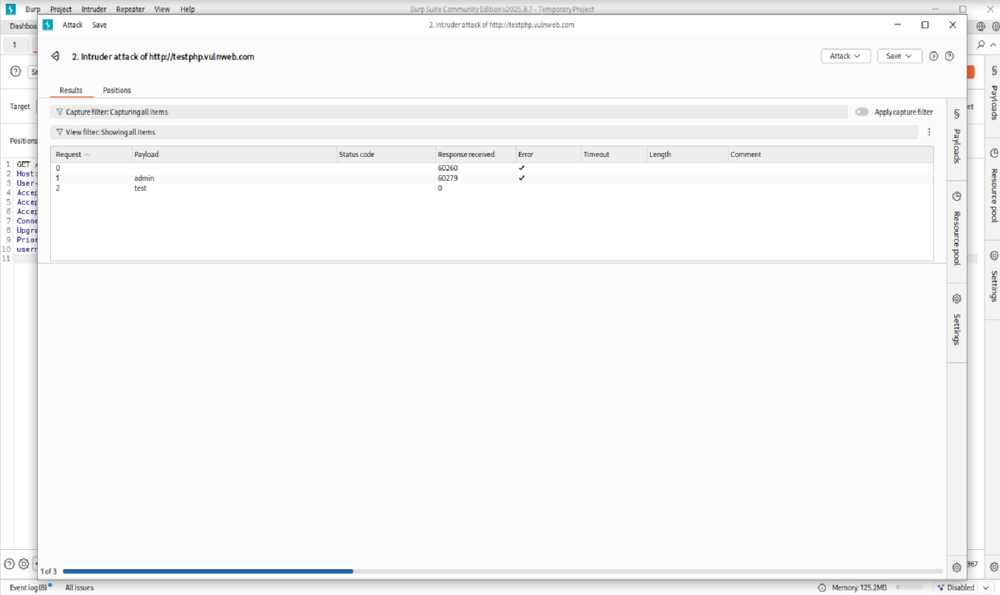 Burp Project Intruder Repeater View Help
Burp Suite Community Edition v2025.8.7 - Temporary Project
Attack Save
2. Intruder attack of http://testphp.vulnweb.com
1
2. Intruder attack of http://testphp.vulnweb.com
Attack Save
Results Positions
Target
Capture filter: Capturing all items
Apply capture filter
View filter: Showing all items
Positions
Request Payload Status code Response received Error Timeout Length Comment
0 60260 ✓
1 admin 60279 ✓
2 test 0
1 GET
2 Host:
3 User-
4 Accep
5 Accep
6 Accep
7 Conne
8 Upgra
9 Prior
10 usern
11
§ Payloads
Resource pool
Settings
§ Payloads
Resource pool
Settings
1 of 3
367
Event log (8) All issues
Memory: 125.2MB
Disabled